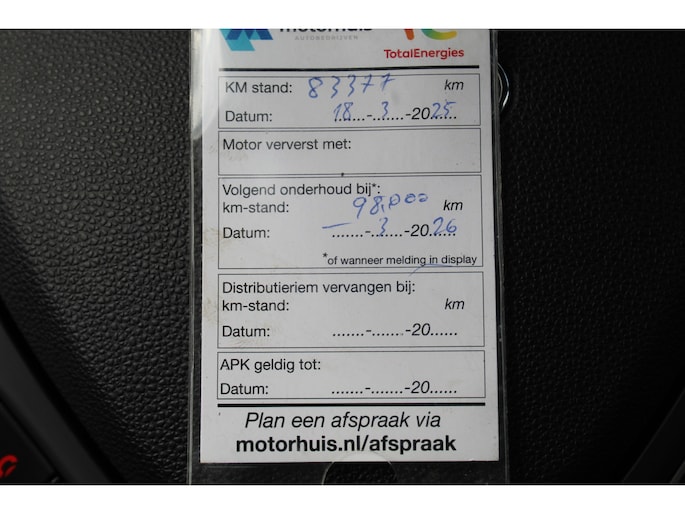 motorhuis
AUTOBEDRIJVEN
TotalEnergies
KM stand: 83377 km
Datum: 18-3-2025
Motor ververst met:
Volgend onderhoud bij*:
km-stand: 98.000 km
Datum: — -3-2026
*of wanneer melding in display
Distributieriem vervangen bij:
km-stand: km
Datum: .......-.......-20......
APK geldig tot:
Datum: .......-.......-20......
Plan een afspraak via
motorhuis.nl/afspraak